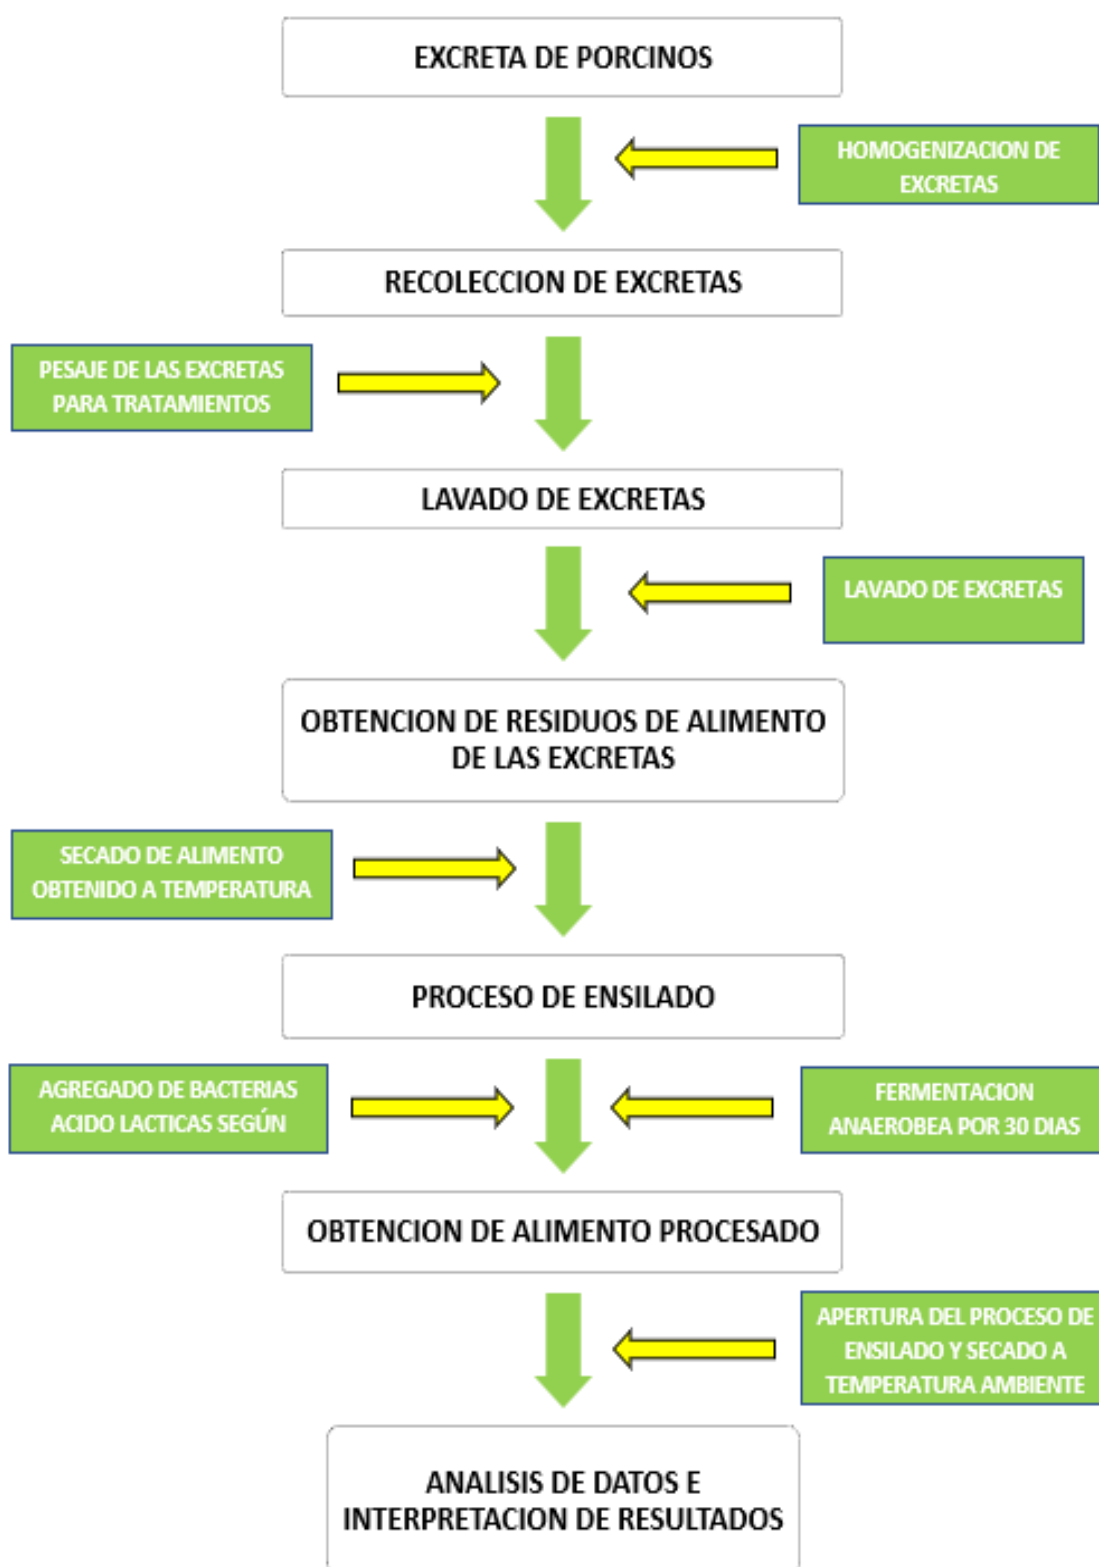 EXCRETA DE PORCINOS
HOMOGENIZACION DE
EXCRETAS
RECOLECCION DE EXCRETAS
PESAJE DE LAS EXCRETAS
PARA TRATAMIENTOS
LAVADO DE EXCRETAS
LAVADO DE EXCRETAS
OBTENCION DE RESIDUOS DE ALIMENTO
DE LAS EXCRETAS
SECADO DE ALIMENTO
OBTENIDO A TEMPERATURA
PROCESO DE ENSILADO
AGREGADO DE BACTERIAS
ACIDO LACTICAS SEGÚN
FERMENTACION
ANAEROBEA POR 30 DIAS
OBTENCION DE ALIMENTO PROCESADO
APERTURA DEL PROCESO DE
ENSILADO Y SECADO A
TEMPERATURA AMBIENTE
ANALISIS DE DATOS E
INTERPRETACION DE RESULTADOS